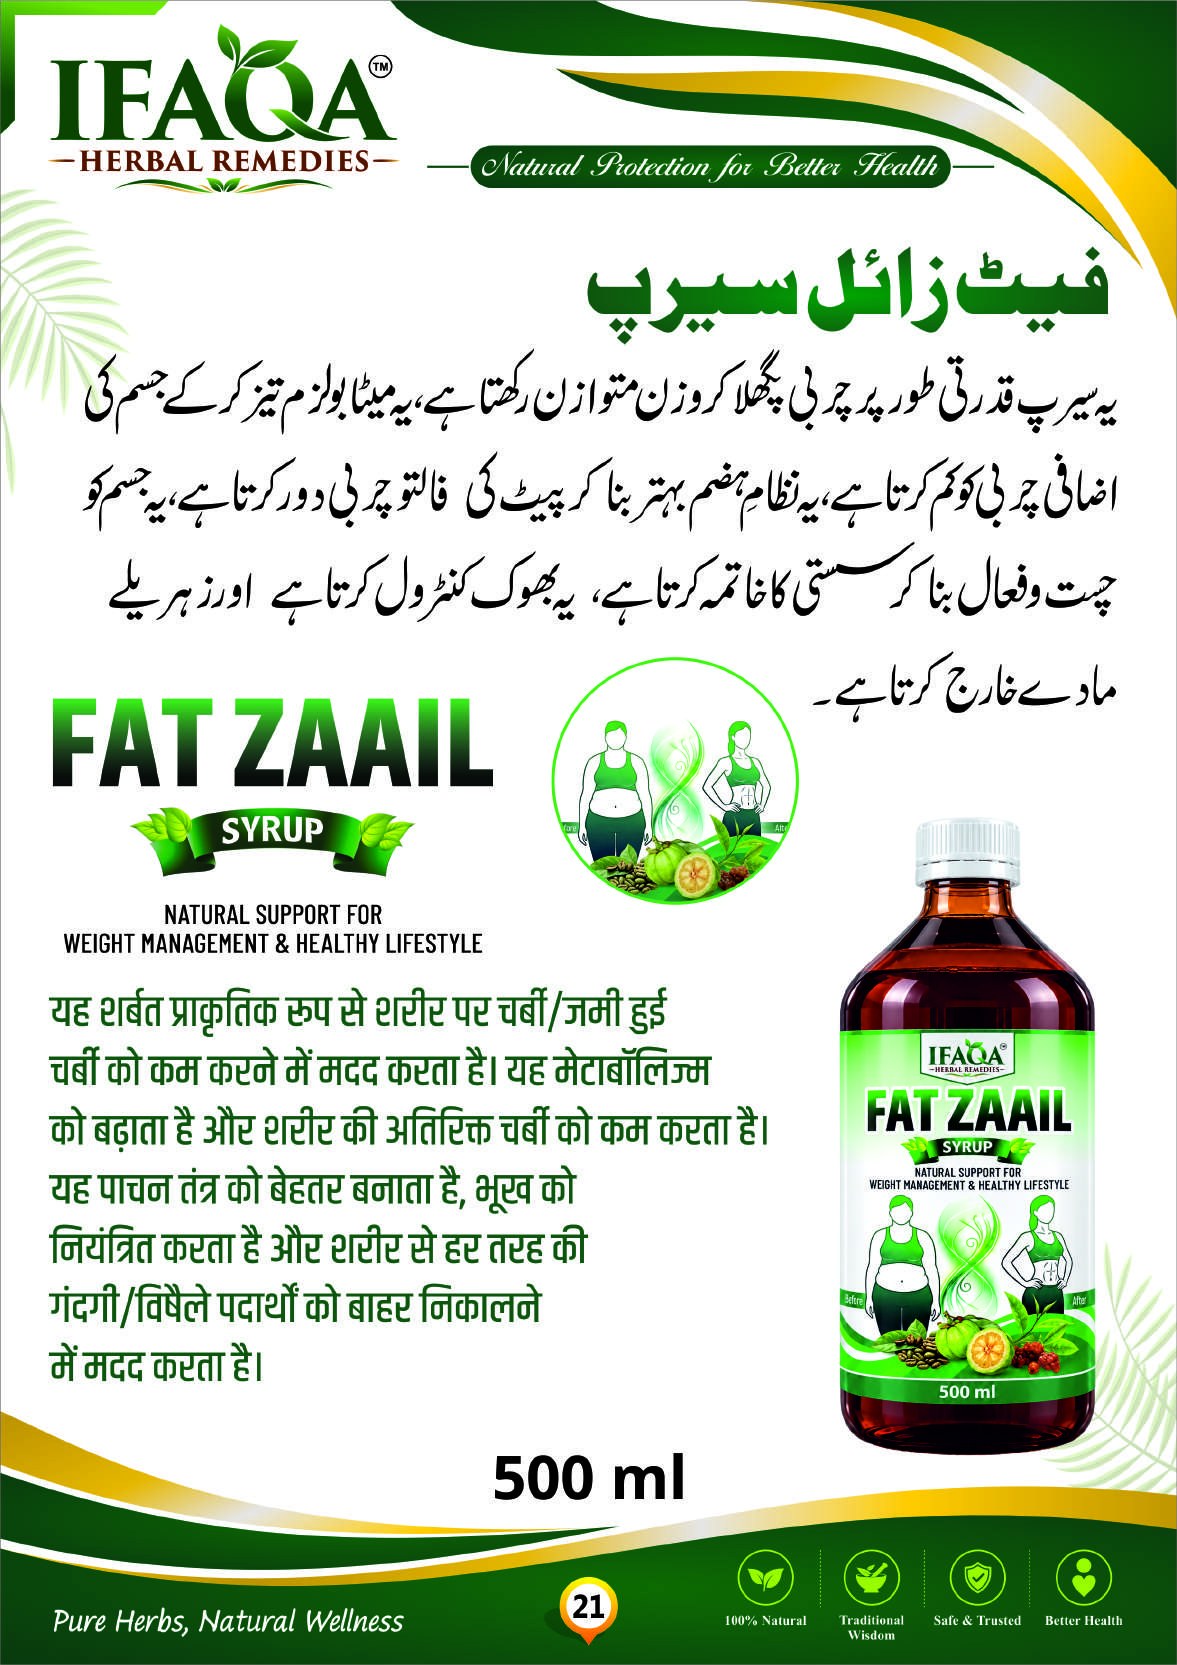 IFAQA TM
HERBAL REMEDIES
Natural Protection for Better Health
فیٹ زائل سیرپ
یہ سیرپ قدرتی طور پر چربی پگھلا کر وزن متوازن رکھتا ہے، یہ میٹابولزم تیز کر کے جسم کی
اضافی چربی کو کم کرتا ہے، یہ نظامِ ہضم بہتر بنا کر پیٹ کی فالتو چربی دور کرتا ہے، یہ جسم کو
چست و فعال بنا کر سستی کا خاتمہ کرتا ہے، یہ بھوک کنٹرول کرتا ہے اور زہریلے
مادے خارج کرتا ہے۔
FAT ZAAIL
SYRUP
NATURAL SUPPORT FOR
WEIGHT MANAGEMENT & HEALTHY LIFESTYLE
यह शर्बत प्राकृतिक रूप से शरीर पर चर्बी/जमी हुई
चर्बी को कम करने में मदद करता है। यह मेटाबॉलिज्म
को बढ़ाता है और शरीर की अतिरिक्त चर्बी को कम करता है।
यह पाचन तंत्र को बेहतर बनाता है, भूख को
नियंत्रित करता है और शरीर से हर तरह की
गंदगी/विषैले पदार्थों को बाहर निकालने
में मदद करता है।
IFAQA TM
HERBAL REMEDIES
FAT ZAAIL
SYRUP
NATURAL SUPPORT FOR
WEIGHT MANAGEMENT & HEALTHY LIFESTYLE
Before After
500 ml
500 ml
Pure Herbs, Natural Wellness
21
100% Natural
Traditional
Wisdom
Safe & Trusted
Better Health